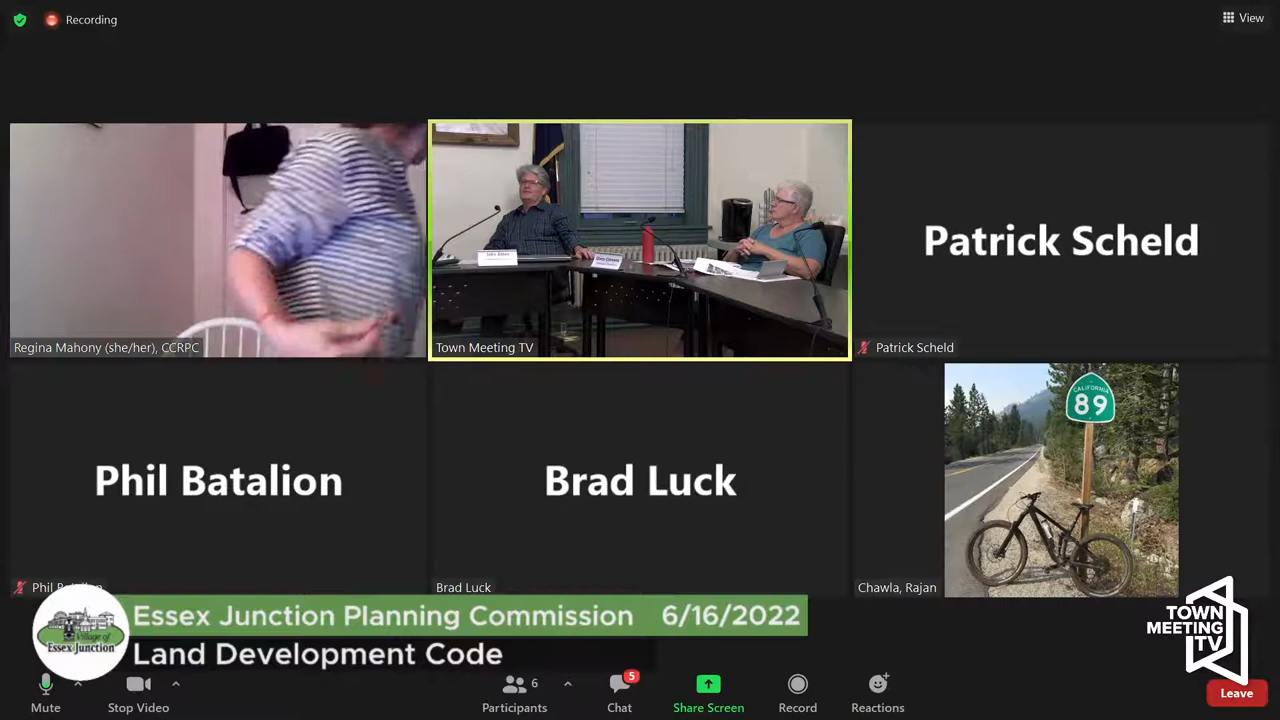 Recording
View
Regina Mahony (she/her), CCRPC
Town Meeting TV
Patrick Scheld
Patrick Scheld
CALIFORNIA
89
Phil Batalion
Brad Luck
Phil Batalion
Brad Luck
Chawla, Rajan
Village of
Essex Junction
Essex Junction Planning Commission 6/16/2022
Land Development Code
TOWN
MEETING
TV
Mute
Stop Video
6
Participants
5
Chat
Share Screen
Record
Reactions
Leave